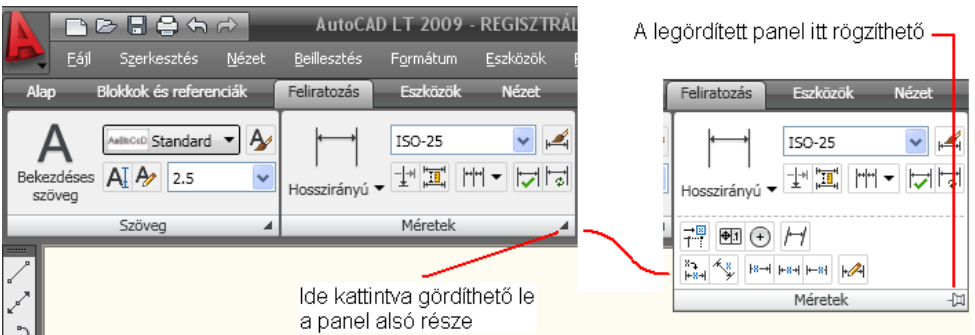 AutoCAD LT 2009 - REGISZTRÁL
A legördített panel itt rögzíthető
Fájl Szerkesztés Nézet Beillesztés Formátum Eszközök
Alap Blokkok és referenciák Feliratozás Eszközök Nézet
Feliratozás Eszközök Nézet
A
Bekezdéses
szöveg
AaBbCcD Standard
AI
2.5
Szöveg
Hosszirányú
ISO-25
Méretek
Hosszirányú
ISO-25
Méretek
Ide kattintva gördíthető le
a panel alsó része